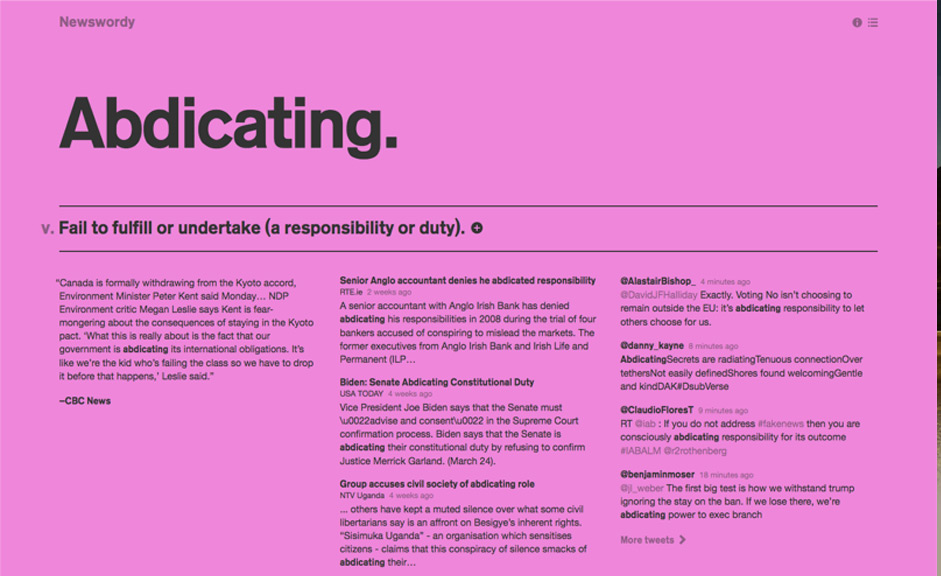 Newswordy
Abdicating.
v. Fail to fulfill or undertake (a responsibility or duty).
“Canada is formally withdrawing from the Kyoto accord,
Environment Minister Peter Kent said Monday… NDP
Environment critic Megan Leslie says Kent is fear-
mongering about the consequences of staying in the Kyoto
pact. ‘What this is really about is the fact that our
government is abdicating its international obligations. It’s
like we’re the kid who’s failing the class so we have to drop
it before that happens,’ Leslie said.”
–CBC News
Senior Anglo accountant denies he abdicated responsibility
RTE.ie 2 weeks ago
A senior accountant with Anglo Irish Bank has denied
abdicating his responsibilities in 2008 during the trial of four
bankers accused of conspiring to mislead the markets. The
former executives from Anglo Irish Bank and Irish Life and
Permanent (ILP…
Biden: Senate Abdicating Constitutional Duty
USA TODAY 4 weeks ago
Vice President Joe Biden says that the Senate must
\u0022advise and consent\u0022 in the Supreme Court
confirmation process. Biden says that the Senate is
abdicating their constitutional duty by refusing to confirm
Justice Merrick Garland. (March 24).
Group accuses civil society of abdicating role
NTV Uganda 4 weeks ago
... others have kept a muted silence over what some civil
libertarians say is an affront on Besigye’s inherent rights.
“Sisimuka Uganda” - an organisation which sensitises
citizens - claims that this conspiracy of silence smacks of
abdicating their…
@AlastairBishop_ 4 minutes ago
@DavidJFHalliday Exactly. Voting No isn’t choosing to
remain outside the EU: it’s abdicating responsibility to let
others choose for us.
@danny_kayne 8 minutes ago
AbdicatingSecrets are radiatingTenuous connectionOver
tethersNot easily definedShores found welcomingGentle
and kindDAK#DsubVerse
@ClaudioFloresT 9 minutes ago
RT @iab : If you do not address #fakenews then you are
consciously abdicating responsibility for its outcome
#IABALM @r2rothenberg
@benjaminmoser 18 minutes ago
@jl_weber The first big test is how we withstand trump
ignoring the stay on the ban. If we lose there, we’re
abdicating power to exec branch
More tweets